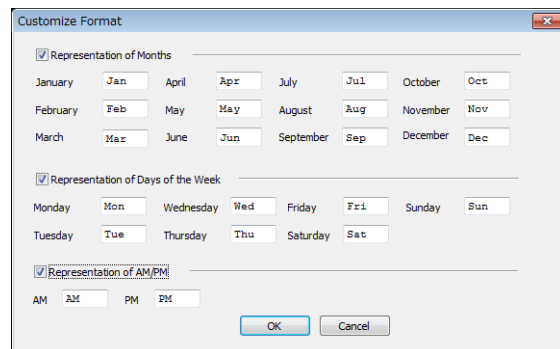 Customize Format
Representation of Months
January Jan April Apr July Jul October Oct
February Feb May May August Aug November Nov
March Mar June Jun September Sep December Dec
Representation of Days of the Week
Monday Mon Wednesday Wed Friday Fri Sunday Sun
Tuesday Tue Thursday Thu Saturday Sat
Representation of AM/PM
AM AM PM PM
OK Cancel